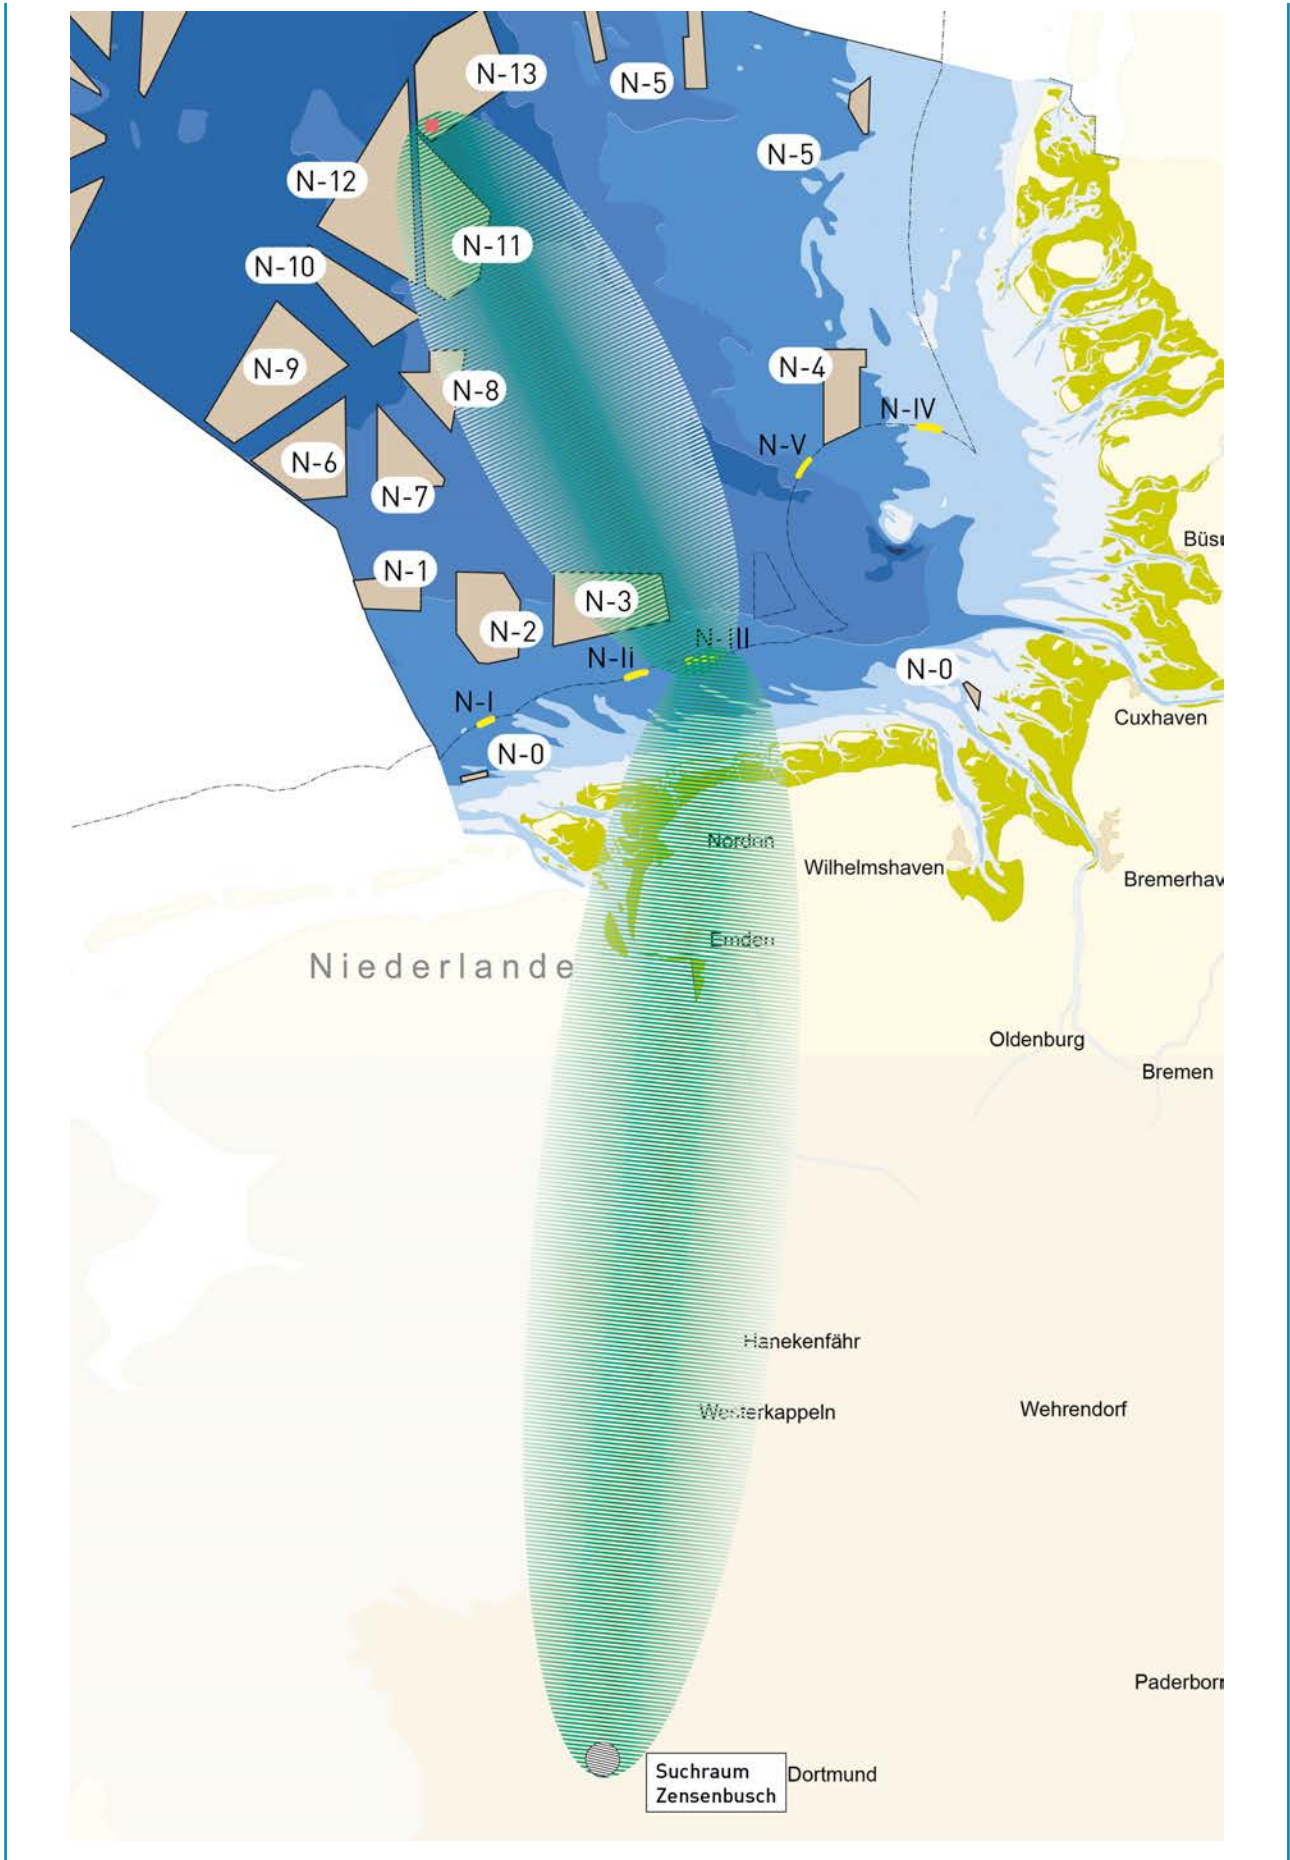 N-13
N-5
N-5
N-12
N-11
N-10
N-9
N-4
N-8
N-IV
N-V
N-6
N-7
Büsu
N-1
N-3
N-2
N-III
N-Ii
N-0
N-I
Cuxhaven
N-0
Norden
Wilhelmshaven
Bremerhav
Emden
Niederlande
Oldenburg
Bremen
Hanekenfähr
Westerkappeln
Wehrendorf
Paderborn
Suchraum
Zensenbusch
Dortmund